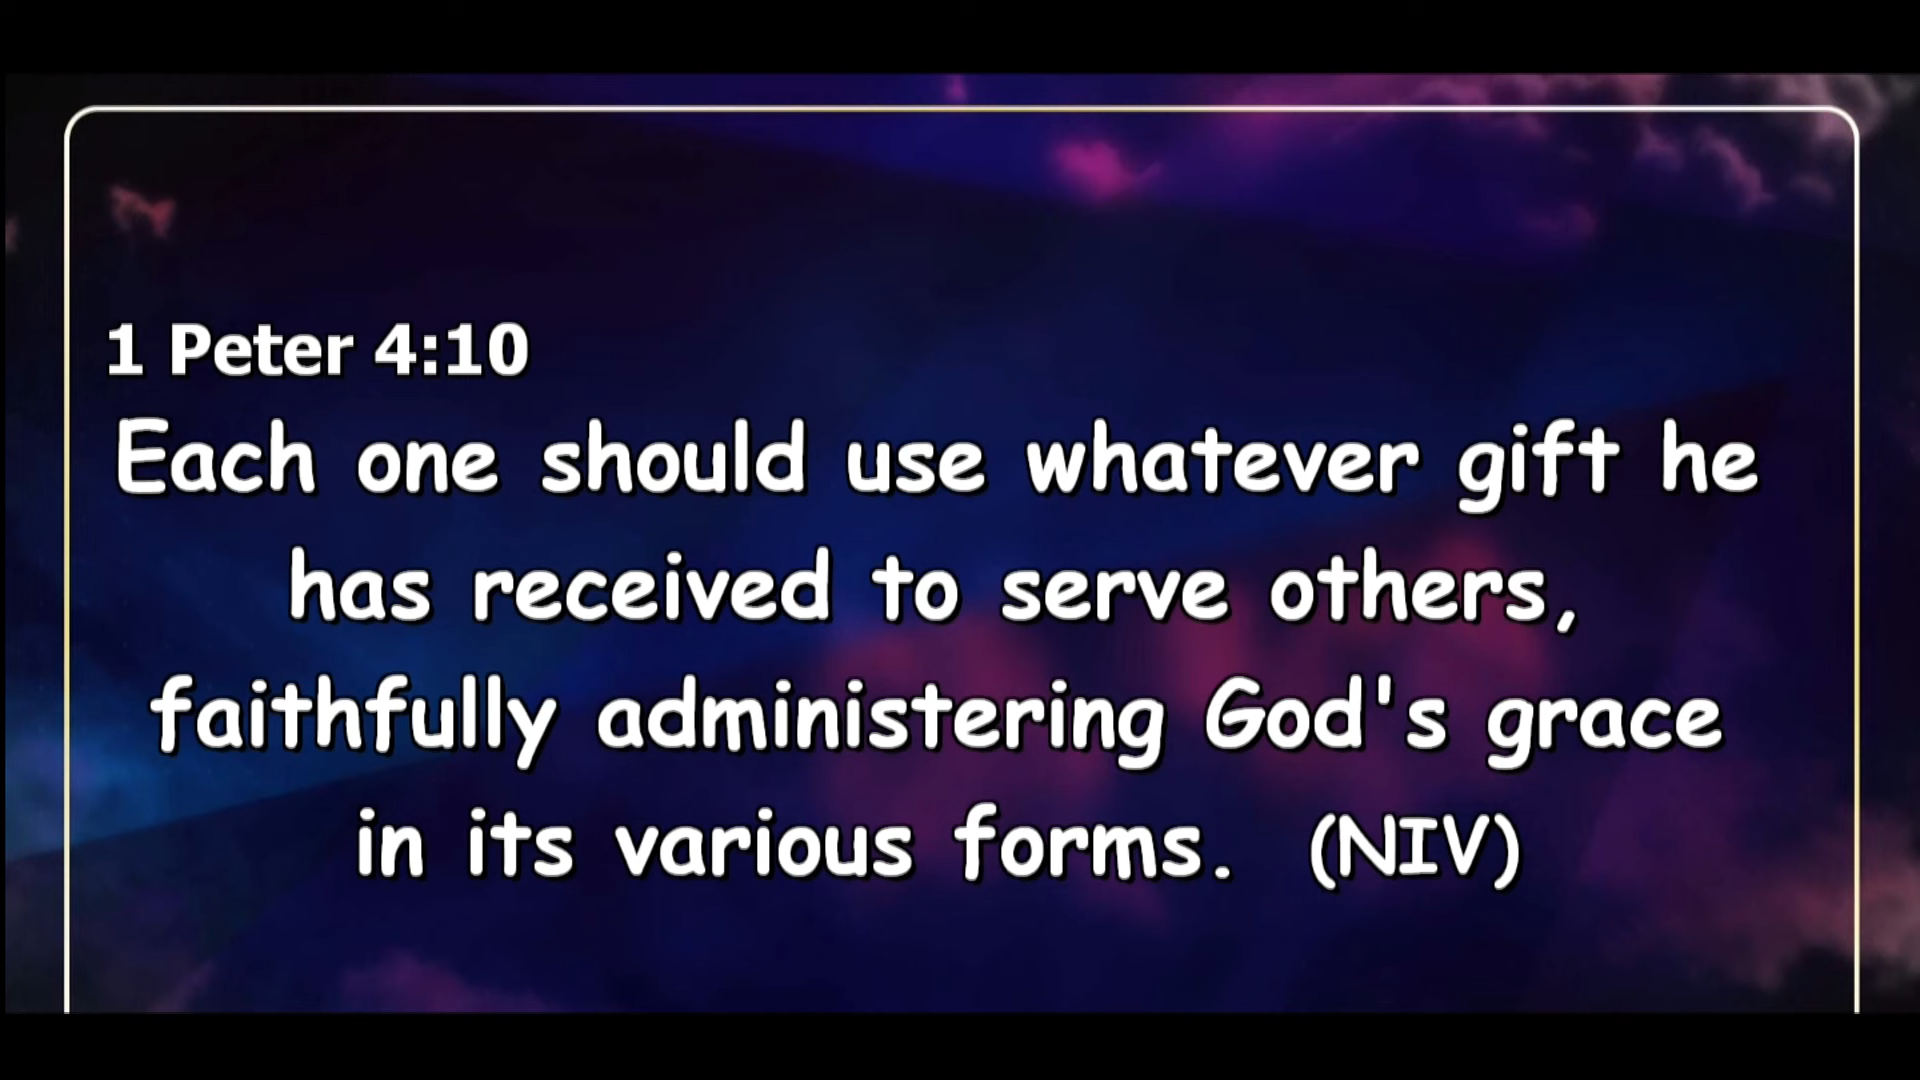 1 Peter 4:10
Each one should use whatever gift he
has received to serve others,
faithfully administering God's grace
in its various forms. (NIV)